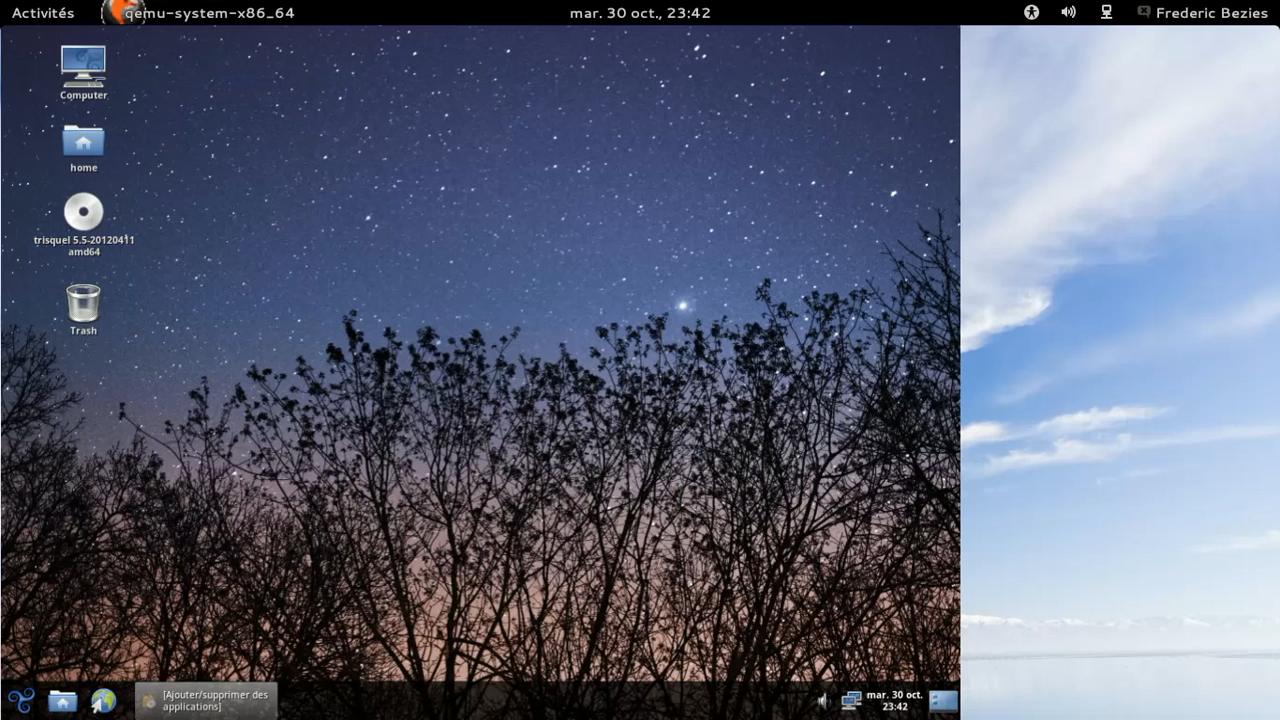 Activités qemu-system-x86_64 mar. 30 oct., 23:42 Frederic Bezies
Computer
home
trisquel 5.5-20120411
amd64
Trash
[Ajouter/supprimer des
applications]
mar. 30 oct.
23:42